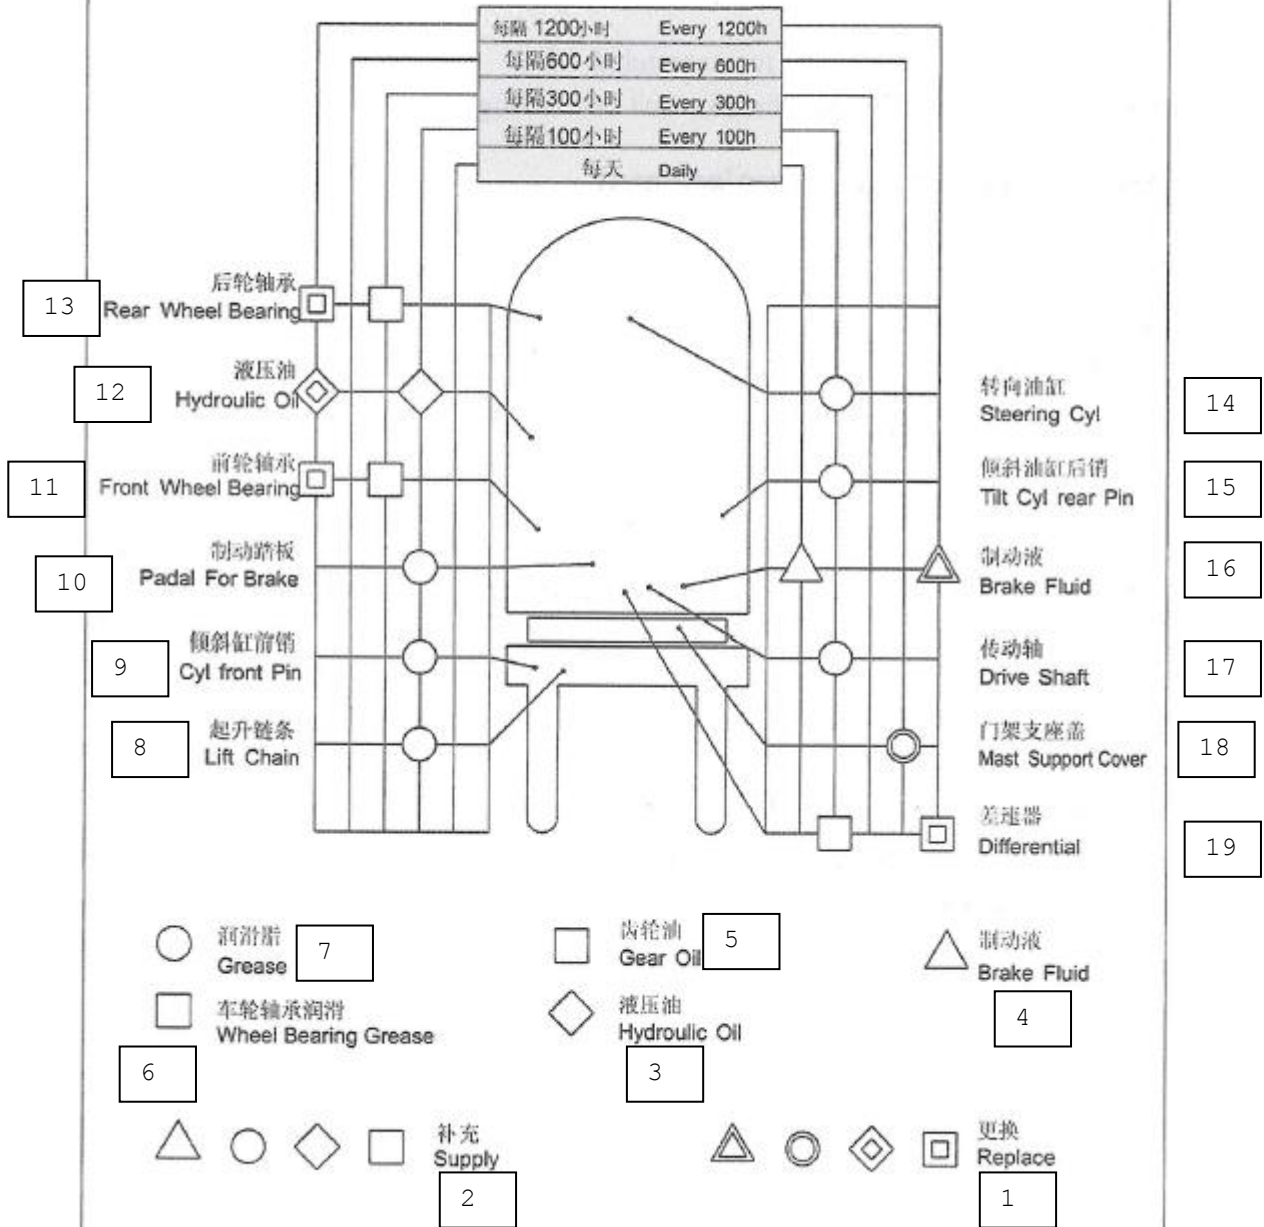 每隔 1200小时 Every 1200h
每隔600小时 Every 600h
每隔300小时 Every 300h
每隔100小时 Every 100h
每天 Daily
13
后轮轴承
Rear Wheel Bearing
12
液压油
Hydroulic Oil
11
前轮轴承
Front Wheel Bearing
10
制动踏板
Padal For Brake
9
倾斜缸前销
Cyl front Pin
8
起升链条
Lift Chain
转向油缸
Steering Cyl
14
倾斜油缸后销
Tilt Cyl rear Pin
15
制动液
Brake Fluid
16
传动轴
Drive Shaft
17
门架支座盖
Mast Support Cover
18
差速器
Differential
19
润滑脂
Grease
7
齿轮油
Gear Oil
5
制动液
Brake Fluid
4
车轮轴承润滑
Wheel Bearing Grease
6
液压油
Hydroulic Oil
3
补充
Supply
2
更换
Replace
1